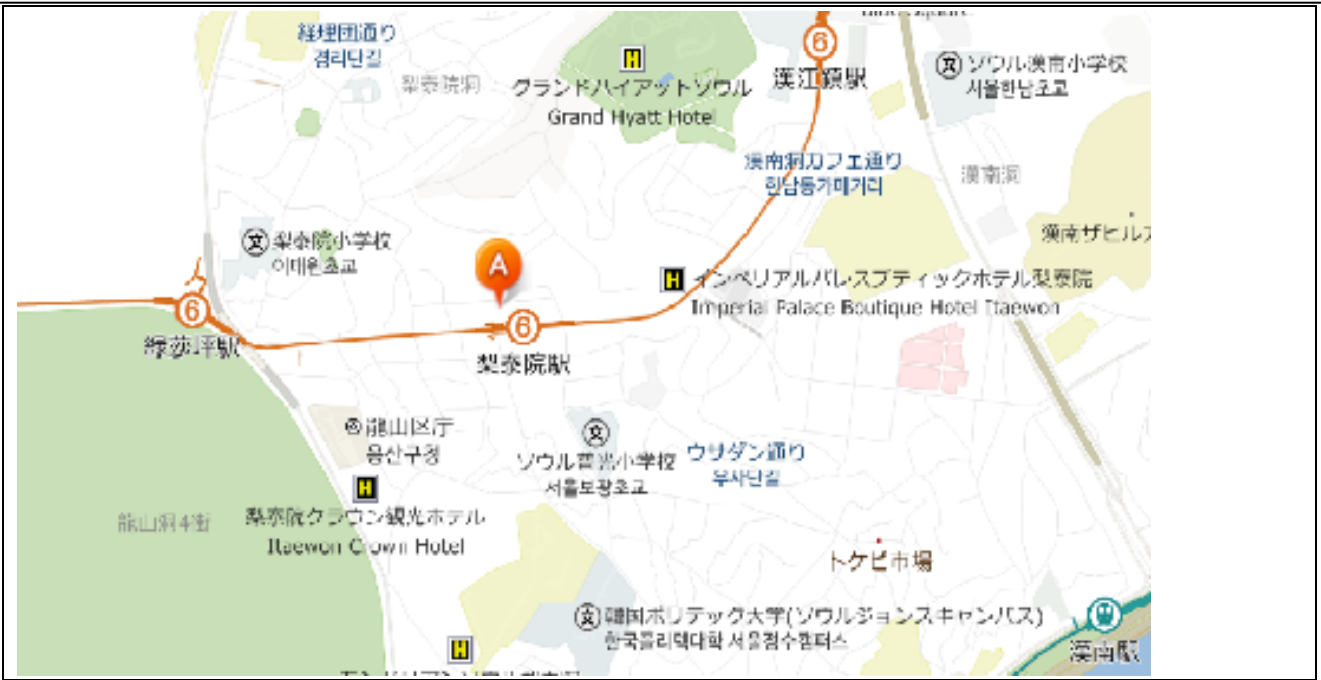 経理団通り
경리단길
6
梨泰院洞
グランドハイアットソウル
Grand Hyatt Hotel
漢江鎮駅
ソウル漢南小学校
서울한남초교
漢南洞カフェ通り
한남동카페거리
漢南洞
漢南ザヒルズ
文 梨泰院小学校
이태원초교
A
インペリアルパレスブティックホテル梨泰院
Imperial Palace Boutique Hotel Itaewon
6
緑莎坪駅
6
梨泰院駅
龍山区庁
용산구청
文
ソウル普光小学校
서울보광초교
ウサダン通り
우사단길
H
龍山洞4街
梨泰院クラウン観光ホテル
Itaewon Crown Hotel
トケビ市場
文 韓国ポリテック大学(ソウルジョンスキャンパス)
한국폴리텍대학 서울정수캠퍼스
漢南駅
H